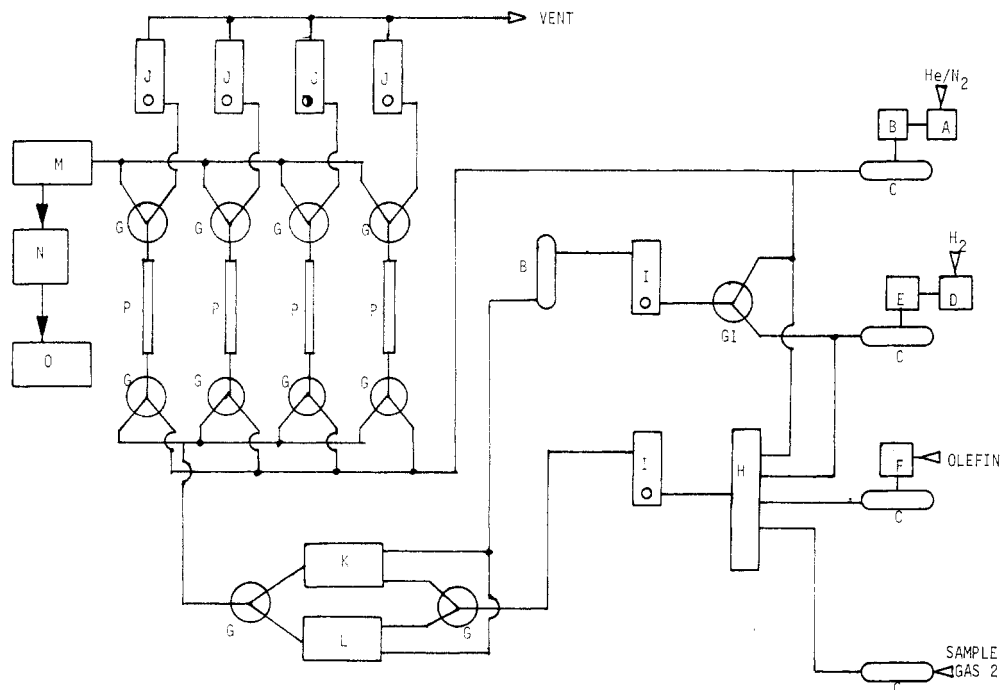 VENT
J J J J
He/N2
B A
M
C
G G G G
H2
N
B
I
E D
P P P P
GI
C
O
G G G G
I
H
F
OLEFIN
C
K
G
L
G
SAMPLE
GAS 2
C